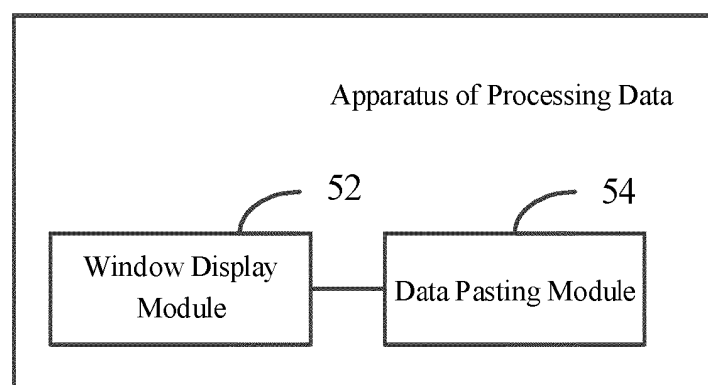 Apparatus of Processing Data
52
54
Window Display
Module
Data Pasting Module